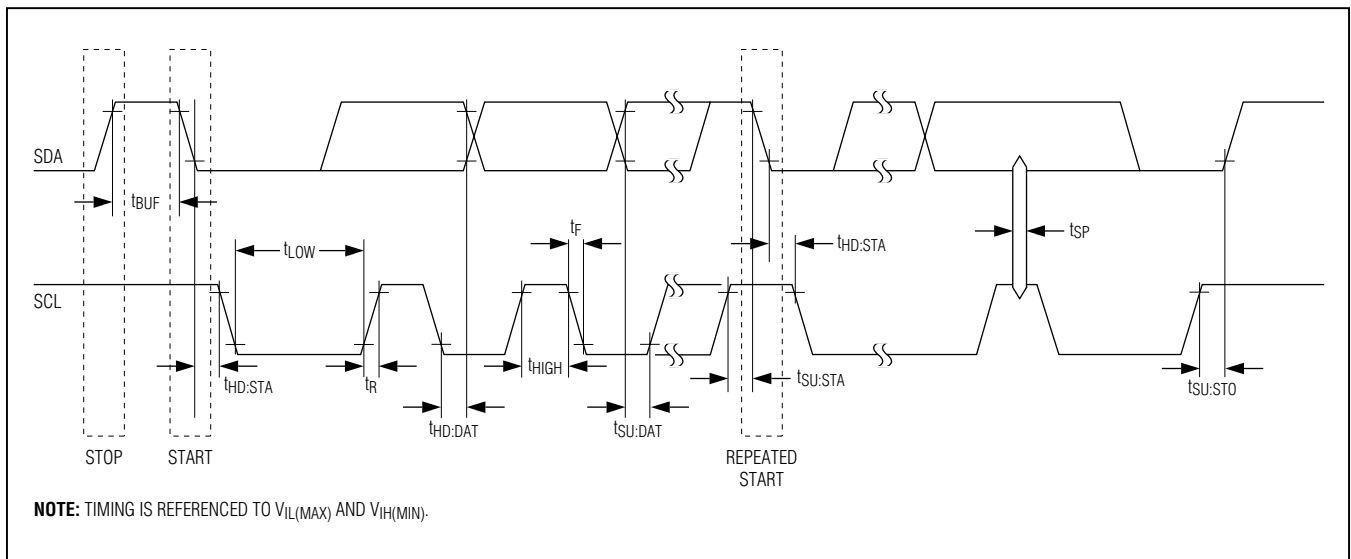 SDA
tBUF
tLOW
tF
tHD:STA
tSP
SCL
tHD:STA
tR
tHIGH
tHD:DAT
tSU:DAT
tSU:STA
tSU:STO
STOP
START
REPEATED
START
NOTE: TIMING IS REFERENCED TO VIL(MAX) AND VIH(MIN).